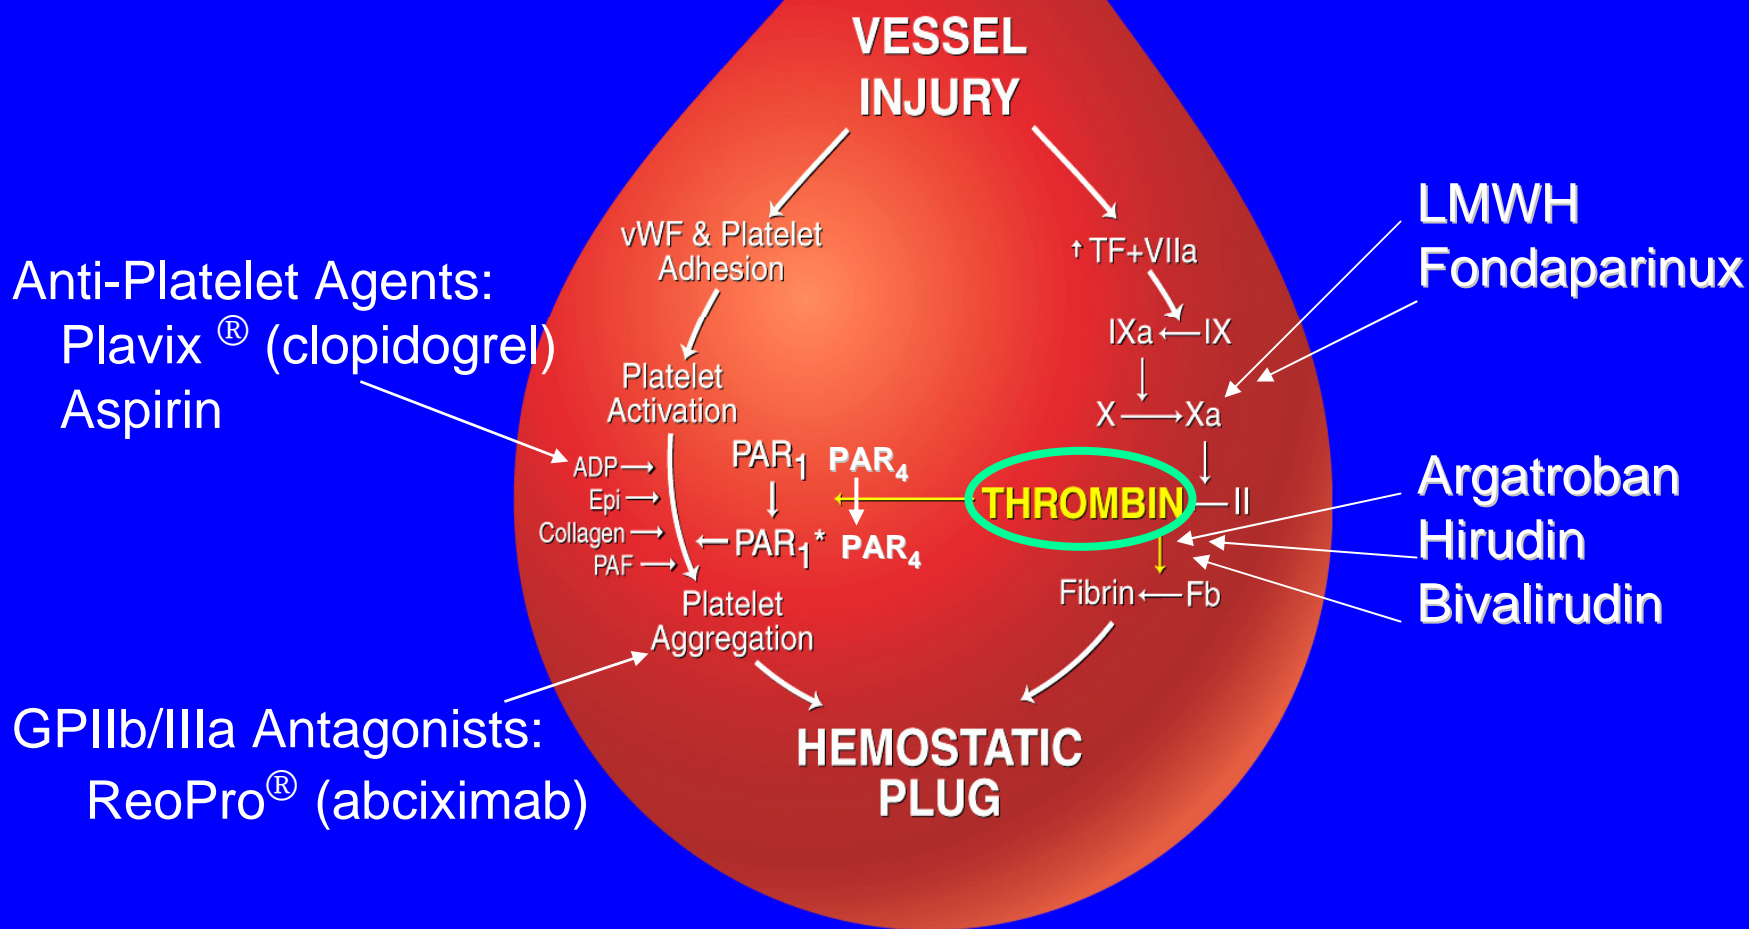 VESSEL
INJURY
vWF & Platelet
Adhesion
↑ TF+VIIa
LMWH
Fondaparinux
Anti-Platelet Agents:
Plavix ® (clopidogrel)
Aspirin
IXa ← IX
Platelet
Activation
X → Xa
PAR1 PAR4
ADP →
Epi →
Collagen →
PAF →
← PAR1* PAR4
THROMBIN — II
Argatroban
Hirudin
Bivalirudin
Fibrin ← Fb
Platelet
Aggregation
GPIIb/IIIa Antagonists:
ReoPro® (abciximab)
HEMOSTATIC
PLUG